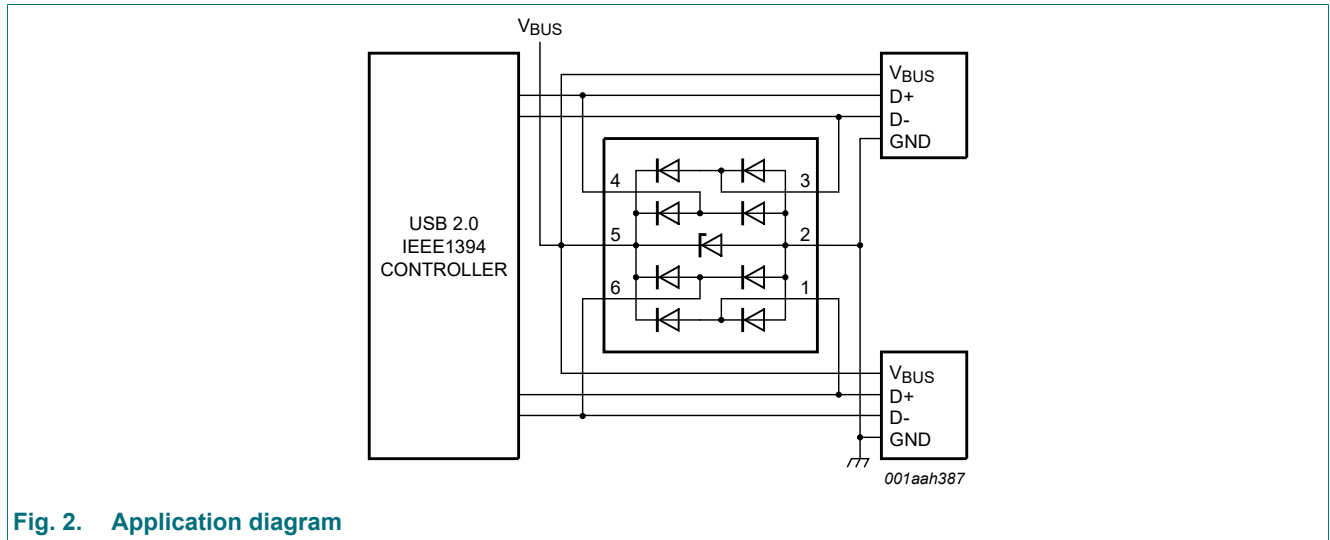 VBUS
USB 2.0
IEEE1394
CONTROLLER
4
3
5
2
6
1
VBUS
D+
D-
GND
VBUS
D+
D-
GND
001aah387
Fig. 2. Application diagram